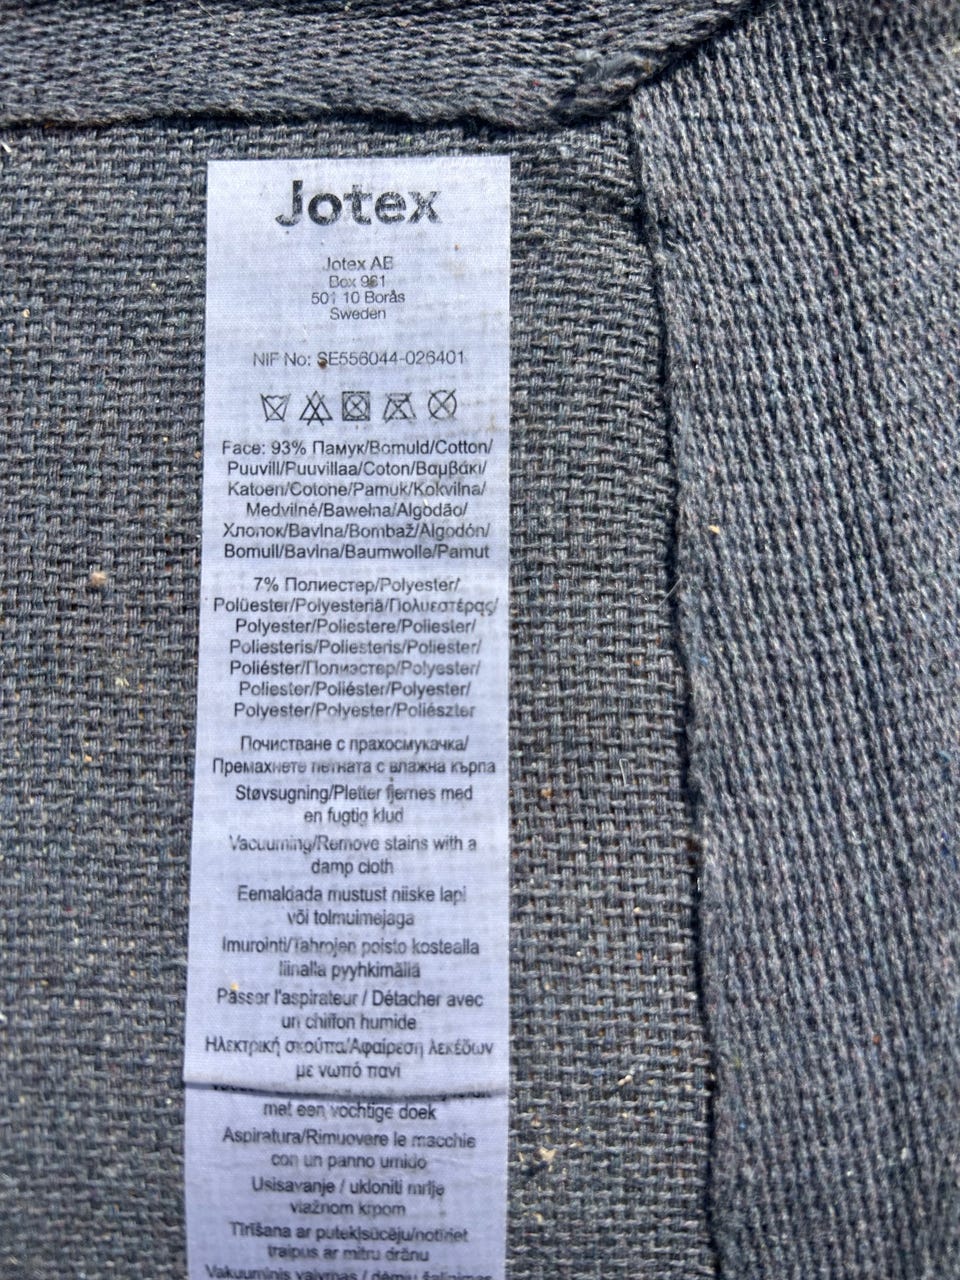 Jotex
Jotex AB
Box 961
501 10 Borås
Sweden
NIF No: SE556044-026401
Face: 93% Памук/Bomuld/Cotton/
Puuvill/Puuvillaa/Coton/Βαμβάκι/
Katoen/Cotone/Pamuk/Kokvilna/
Medvilné/Bawełna/Algodão/
Хлопок/Bavlna/Bombaž/Algodón/
Bomull/Bavlna/Baumwolle/Pamut
7% Полиестер/Polyester/
Polüester/Polyesteriä/Πολυεστέρας/
Polyester/Poliestere/Poliester/
Poliesteris/Poliesteris/Poliester/
Poliéster/Полиэстер/Polyester/
Poliester/Poliéster/Polyester/
Polyester/Polyester/Poliészter
Почистване с прахосмукачка/
Премахнете петната с влажна кърпа
Støvsugning/Pletter fjernes med
en fugtig klud
Vacuuming/Remove stains with a
damp cloth
Eemaldada mustust niiske lapi
või tolmuimejaga
Imurointi/Tahrojen poisto kostealla
liinalla pyyhkimällä
Passer l'aspirateur / Détacher avec
un chiffon humide
Ηλεκτρική σκούπα/Αφαίρεση λεκέδων
με νωπό πανί
met een vochtige doek
Aspiratura/Rimuovere le macchie
con un panno umido
Usisavanje / ukloniti mrlje
vlažnom krpom
Tīrīšana ar putekļsūcēju/notīriet
traipus ar mitru drānu
Vakuuminis valymas / dėmių šalinimas